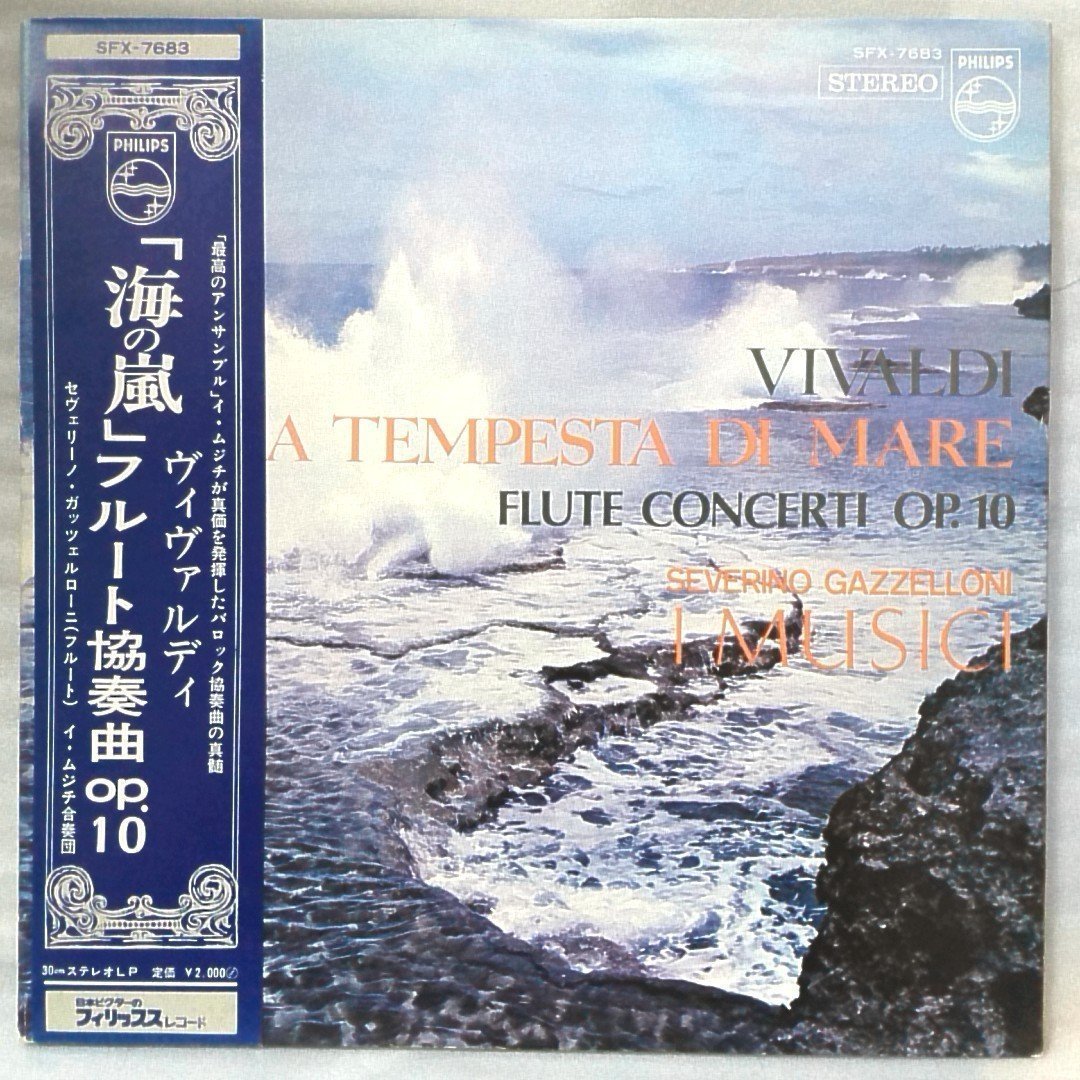 SFX-7683
PHILIPS
「最高のアンサンブル」イ・ムジチが真価を発揮したバロック協奏曲の真髄
ヴィヴァルディ
「海の嵐」フルート協奏曲 op. 10
セヴェリーノ・ガッツェルローニ(フルート) イ・ムジチ合奏団
30cmステレオLP 定価 ¥2,000
日本ビクターの
フィリップスレコード
SFX-7683
STEREO
PHILIPS
VIVALDI
A TEMPESTA DI MARE
FLUTE CONCERTI OP. 10
SEVERINO GAZZELLONI
I MUSICI